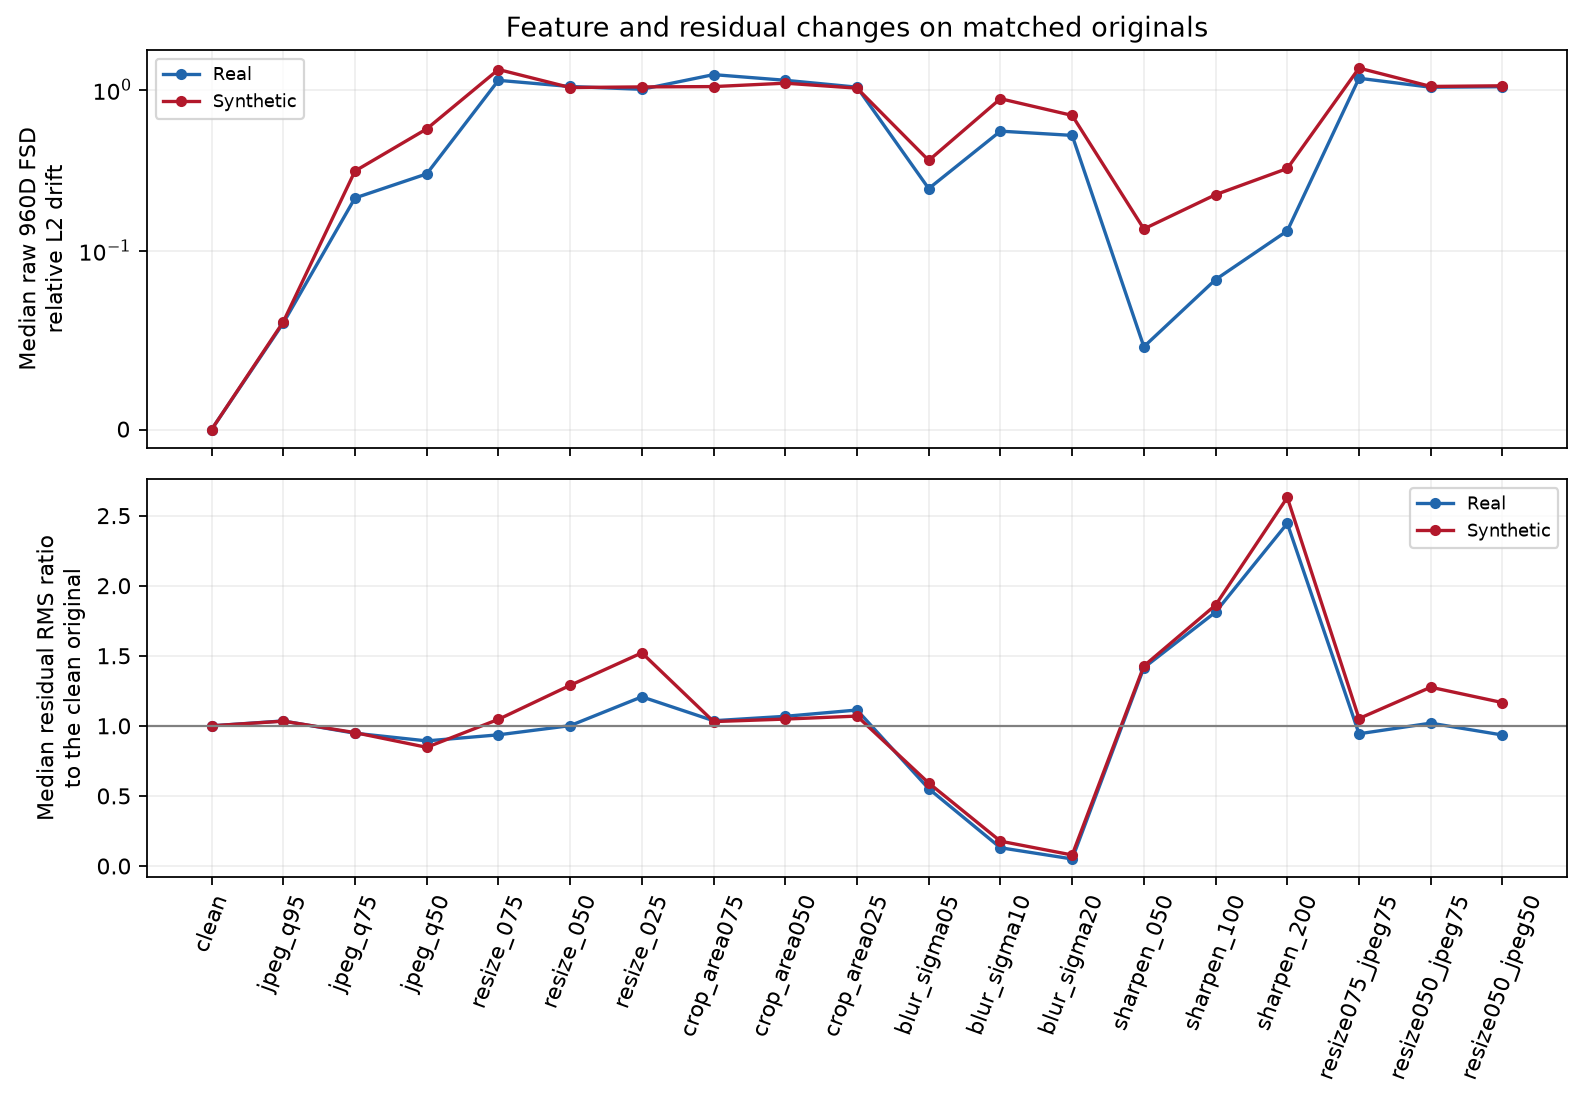 Feature and residual changes on matched originals
Median raw 960D FSD
relative L2 drift
10⁰
10⁻¹
0
Real
Synthetic
Median residual RMS ratio
to the clean original
2.5
2.0
1.5
1.0
0.5
0.0
Real
Synthetic
clean
jpeg_q95
jpeg_q75
jpeg_q50
resize_075
resize_050
resize_025
crop_area075
crop_area050
crop_area025
blur_sigma05
blur_sigma10
blur_sigma20
sharpen_050
sharpen_100
sharpen_200
resize075_jpeg75
resize050_jpeg75
resize050_jpeg50